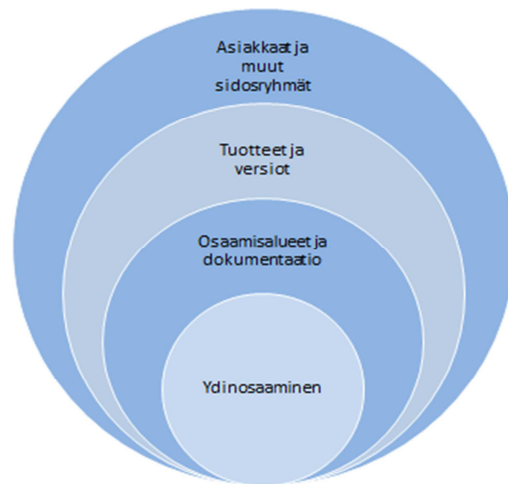 Asiakkaat ja
muut
sidosryhmät
Tuotteet ja
versiot
Osaamisalueet ja
dokumentaatio
Ydinosaaminen